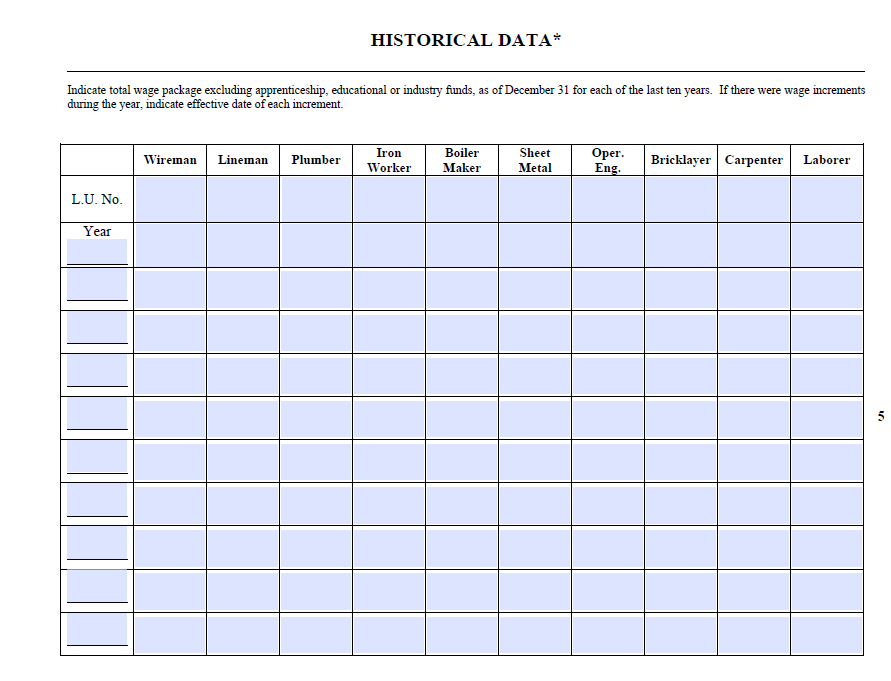 HISTORICAL DATA*
Indicate total wage package excluding apprenticeship, educational or industry funds, as of December 31 for each of the last ten years.  If there were wage increments
during the year, indicate effective date of each increment.
Wireman Lineman Plumber Iron Worker Boiler Maker Sheet Metal Oper. Eng. Bricklayer Carpenter Laborer
L.U. No.
Year
5